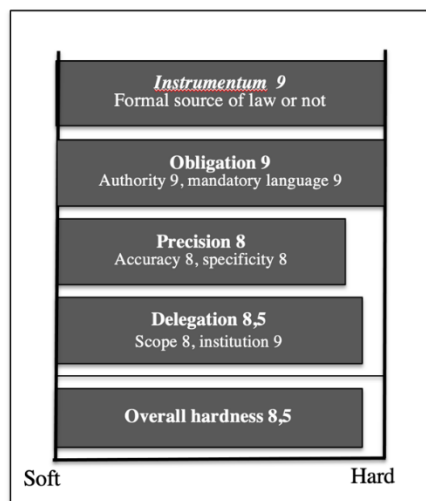 Instrumentum 9
Formal source of law or not
Obligation 9
Authority 9, mandatory language 9
Precision 8
Accuracy 8, specificity 8
Delegation 8,5
Scope 8, institution 9
Overall hardness 8,5
Soft Hard